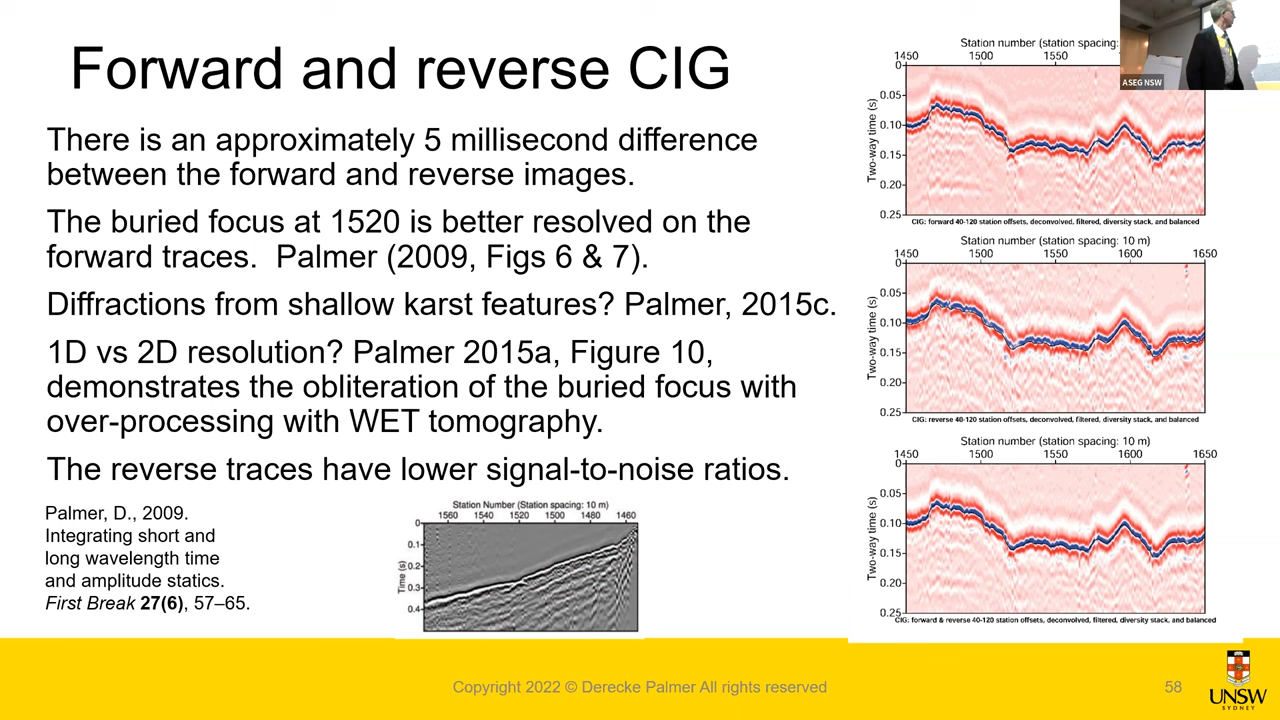 Forward and reverse CIG
There is an approximately 5 millisecond difference
between the forward and reverse images.
The buried focus at 1520 is better resolved on the
forward traces.  Palmer (2009, Figs 6 & 7).
Diffractions from shallow karst features? Palmer, 2015c.
1D vs 2D resolution? Palmer 2015a, Figure 10,
demonstrates the obliteration of the buried focus with
over-processing with WET tomography.
The reverse traces have lower signal-to-noise ratios.
Palmer, D., 2009.
Integrating short and
long wavelength time
and amplitude statics.
First Break 27(6), 57–65.
Station Number (Station spacing: 10 m)
1560 1540 1520 1500 1480 1460
Time (s)
0
0.1
0.2
0.3
0.4
Station number (station spacing:
1450 1500 1550
Two-way time (s)
0
0.05
0.10
0.15
0.20
0.25
CIG: forward 40-120 station offsets, deconvolved, filtered, diversity stack, and balanced
Station number (station spacing: 10 m)
1450 1500 1550 1600 1650
Two-way time (s)
0
0.05
0.10
0.15
0.20
0.25
CIG: reverse 40-120 station offsets, deconvolved, filtered, diversity stack, and balanced
Station number (station spacing: 10 m)
1450 1500 1550 1600 1650
Two-way time (s)
0
0.05
0.10
0.15
0.20
0.25
CIG: forward & reverse 40-120 station offsets, deconvolved, filtered, diversity stack, and balanced
ASEG NSW
Copyright 2022 © Derecke Palmer All rights reserved
58
UNSW
SYDNEY